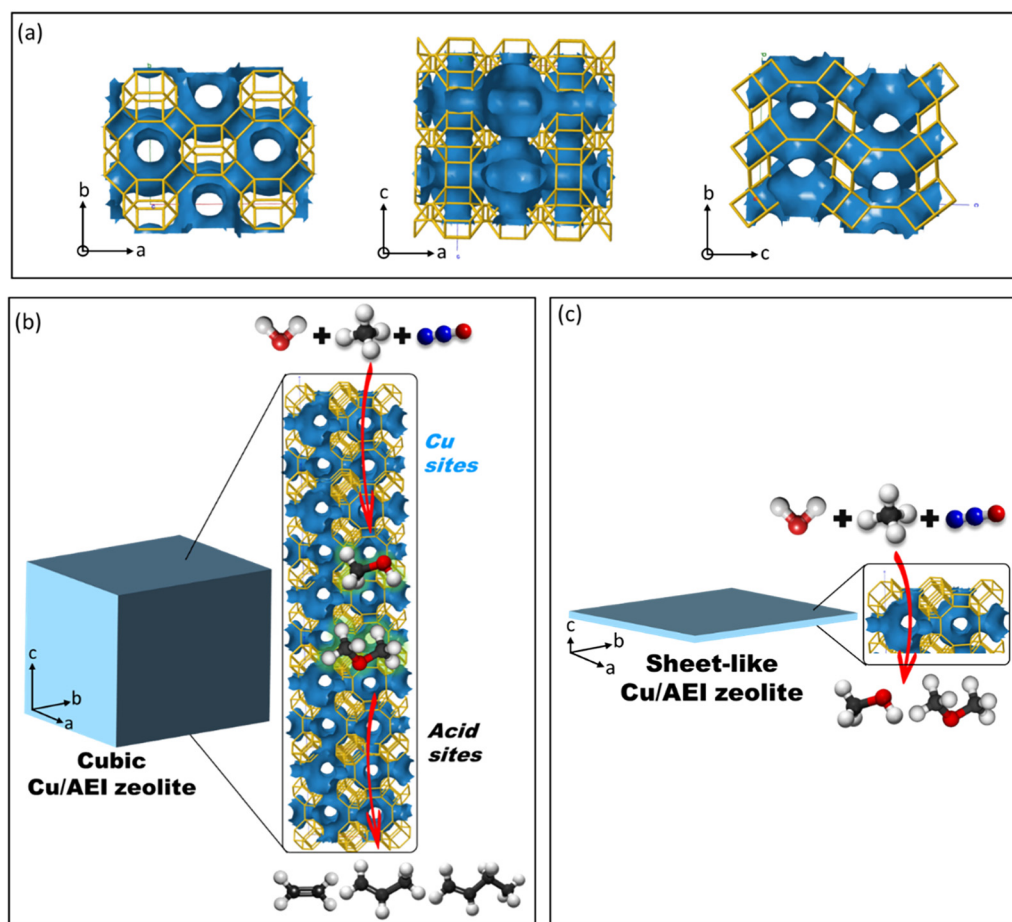 (a)
b
a
c
a
b
c
(b)
Cu
sites
c
b
a
Cubic
Cu/AEI zeolite
Acid
sites
(c)
c
b
a
Sheet-like
Cu/AEI zeolite